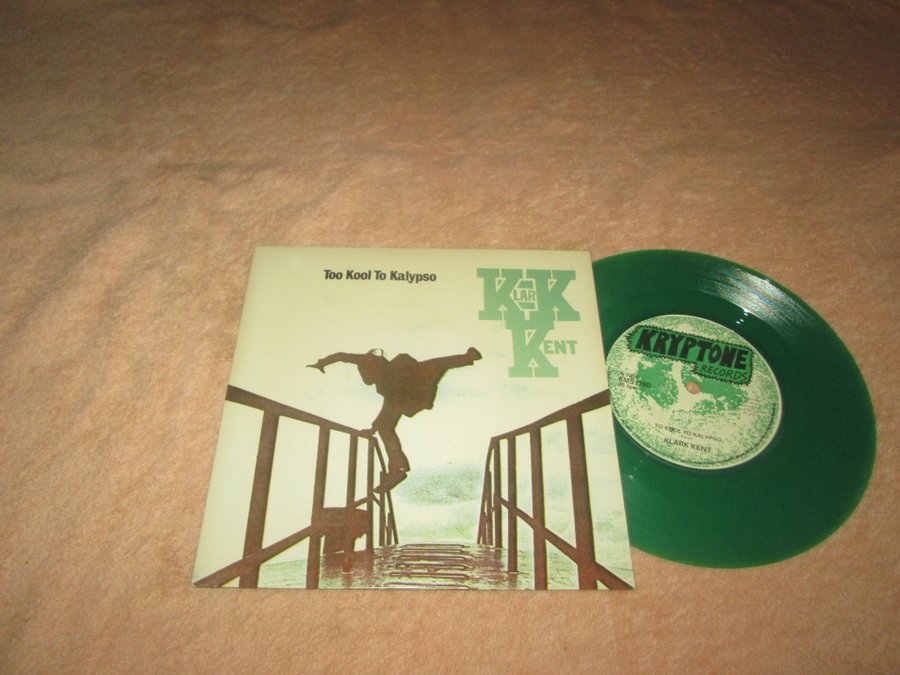 Too Kool To Kalypso
KLARK
KENT
KRYPTONE
RECORDS
TO KOOL TO KALYPSO
KLARK KENT